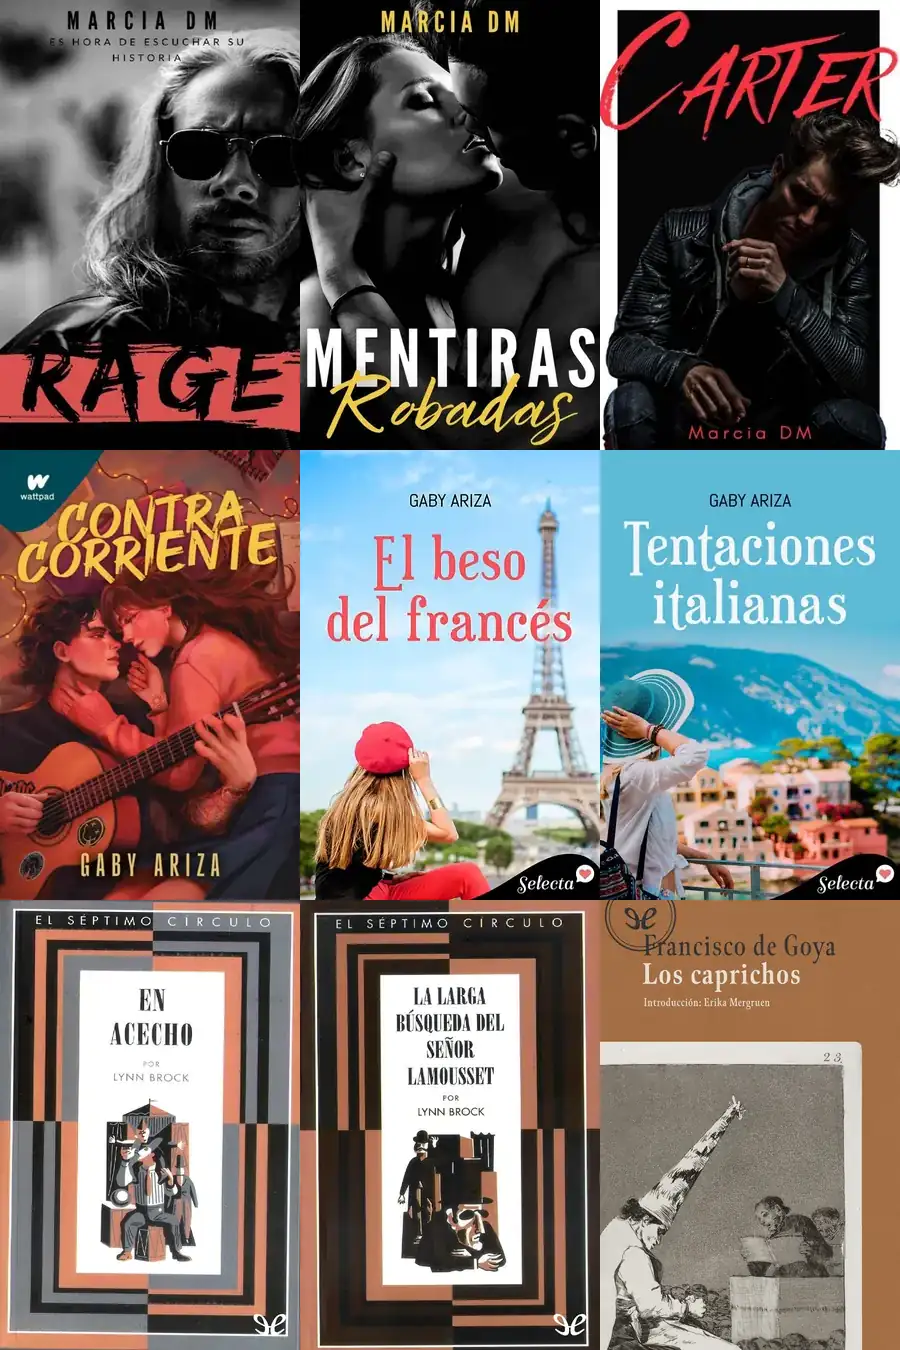 MARCIA DM
ES HORA DE ESCUCHAR SU
HISTORIA
RAGE
MARCIA DM
MENTIRAS
Robadas
CARTER
Marcia DM
wattpad
CONTRA
CORRIENTE
GABY ARIZA
GABY ARIZA
El beso
del francés
Selecta
GABY ARIZA
Tentaciones
italianas
Selecta
EL SÉPTIMO CÍRCULO
EN
ACECHO
POR
LYNN BROCK
EL SÉPTIMO CÍRCULO
LA LARGA
BÚSQUEDA DEL
SEÑOR
LAMOUSSET
POR
LYNN BROCK
Francisco de Goya
Los caprichos
Introducción: Erika Mergruen
23